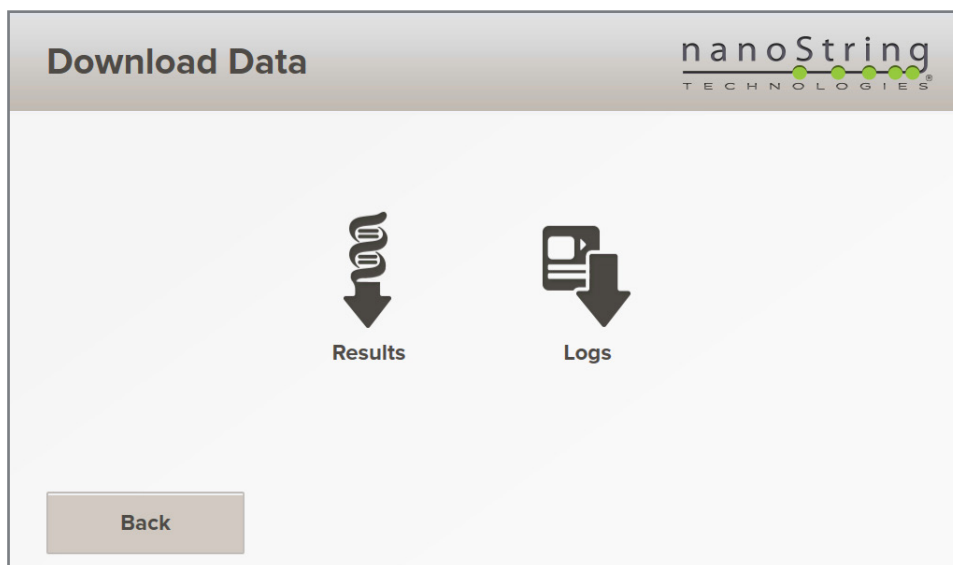 Download Data
nanoString
TECHNOLOGIES®
Results
Logs
Back